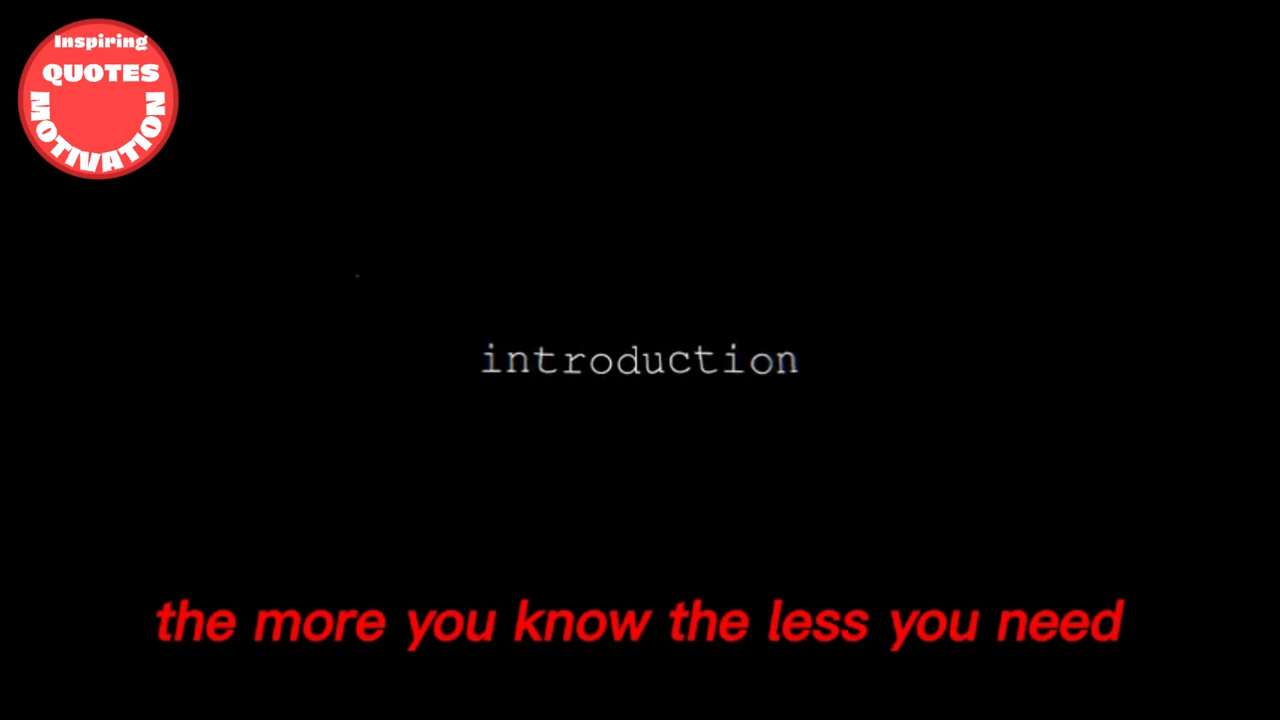 Inspiring
QUOTES
MOTIVATION
introduction
the more you know the less you need